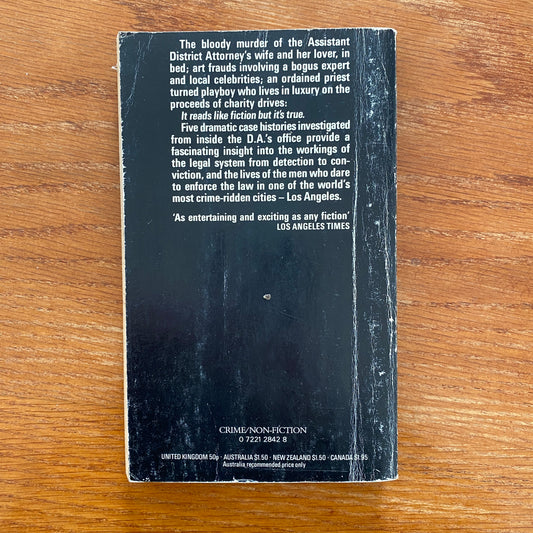 The bloody murder of the Assistant
District Attorney's wife and her lover, in
bed; art frauds involving a bogus expert
and local celebrities; an ordained priest
turned playboy who lives in luxury on the
proceeds of charity drives:
It reads like fiction but it's true.
Five dramatic case histories investigated
from inside the D.A.'s office provide a
fascinating insight into the workings of
the legal system from detection to con-
viction, and the lives of the men who dare
to enforce the law in one of the world's
most crime-ridden cities – Los Angeles.
'As entertaining and exciting as any fiction'
LOS ANGELES TIMES
CRIME/NON-FICTION
0 7221 2842 8
UNITED KINGDOM 50p · AUSTRALIA $1.50 · NEW ZEALAND $1.50 · CANADA $1.95
Australia recommended price only